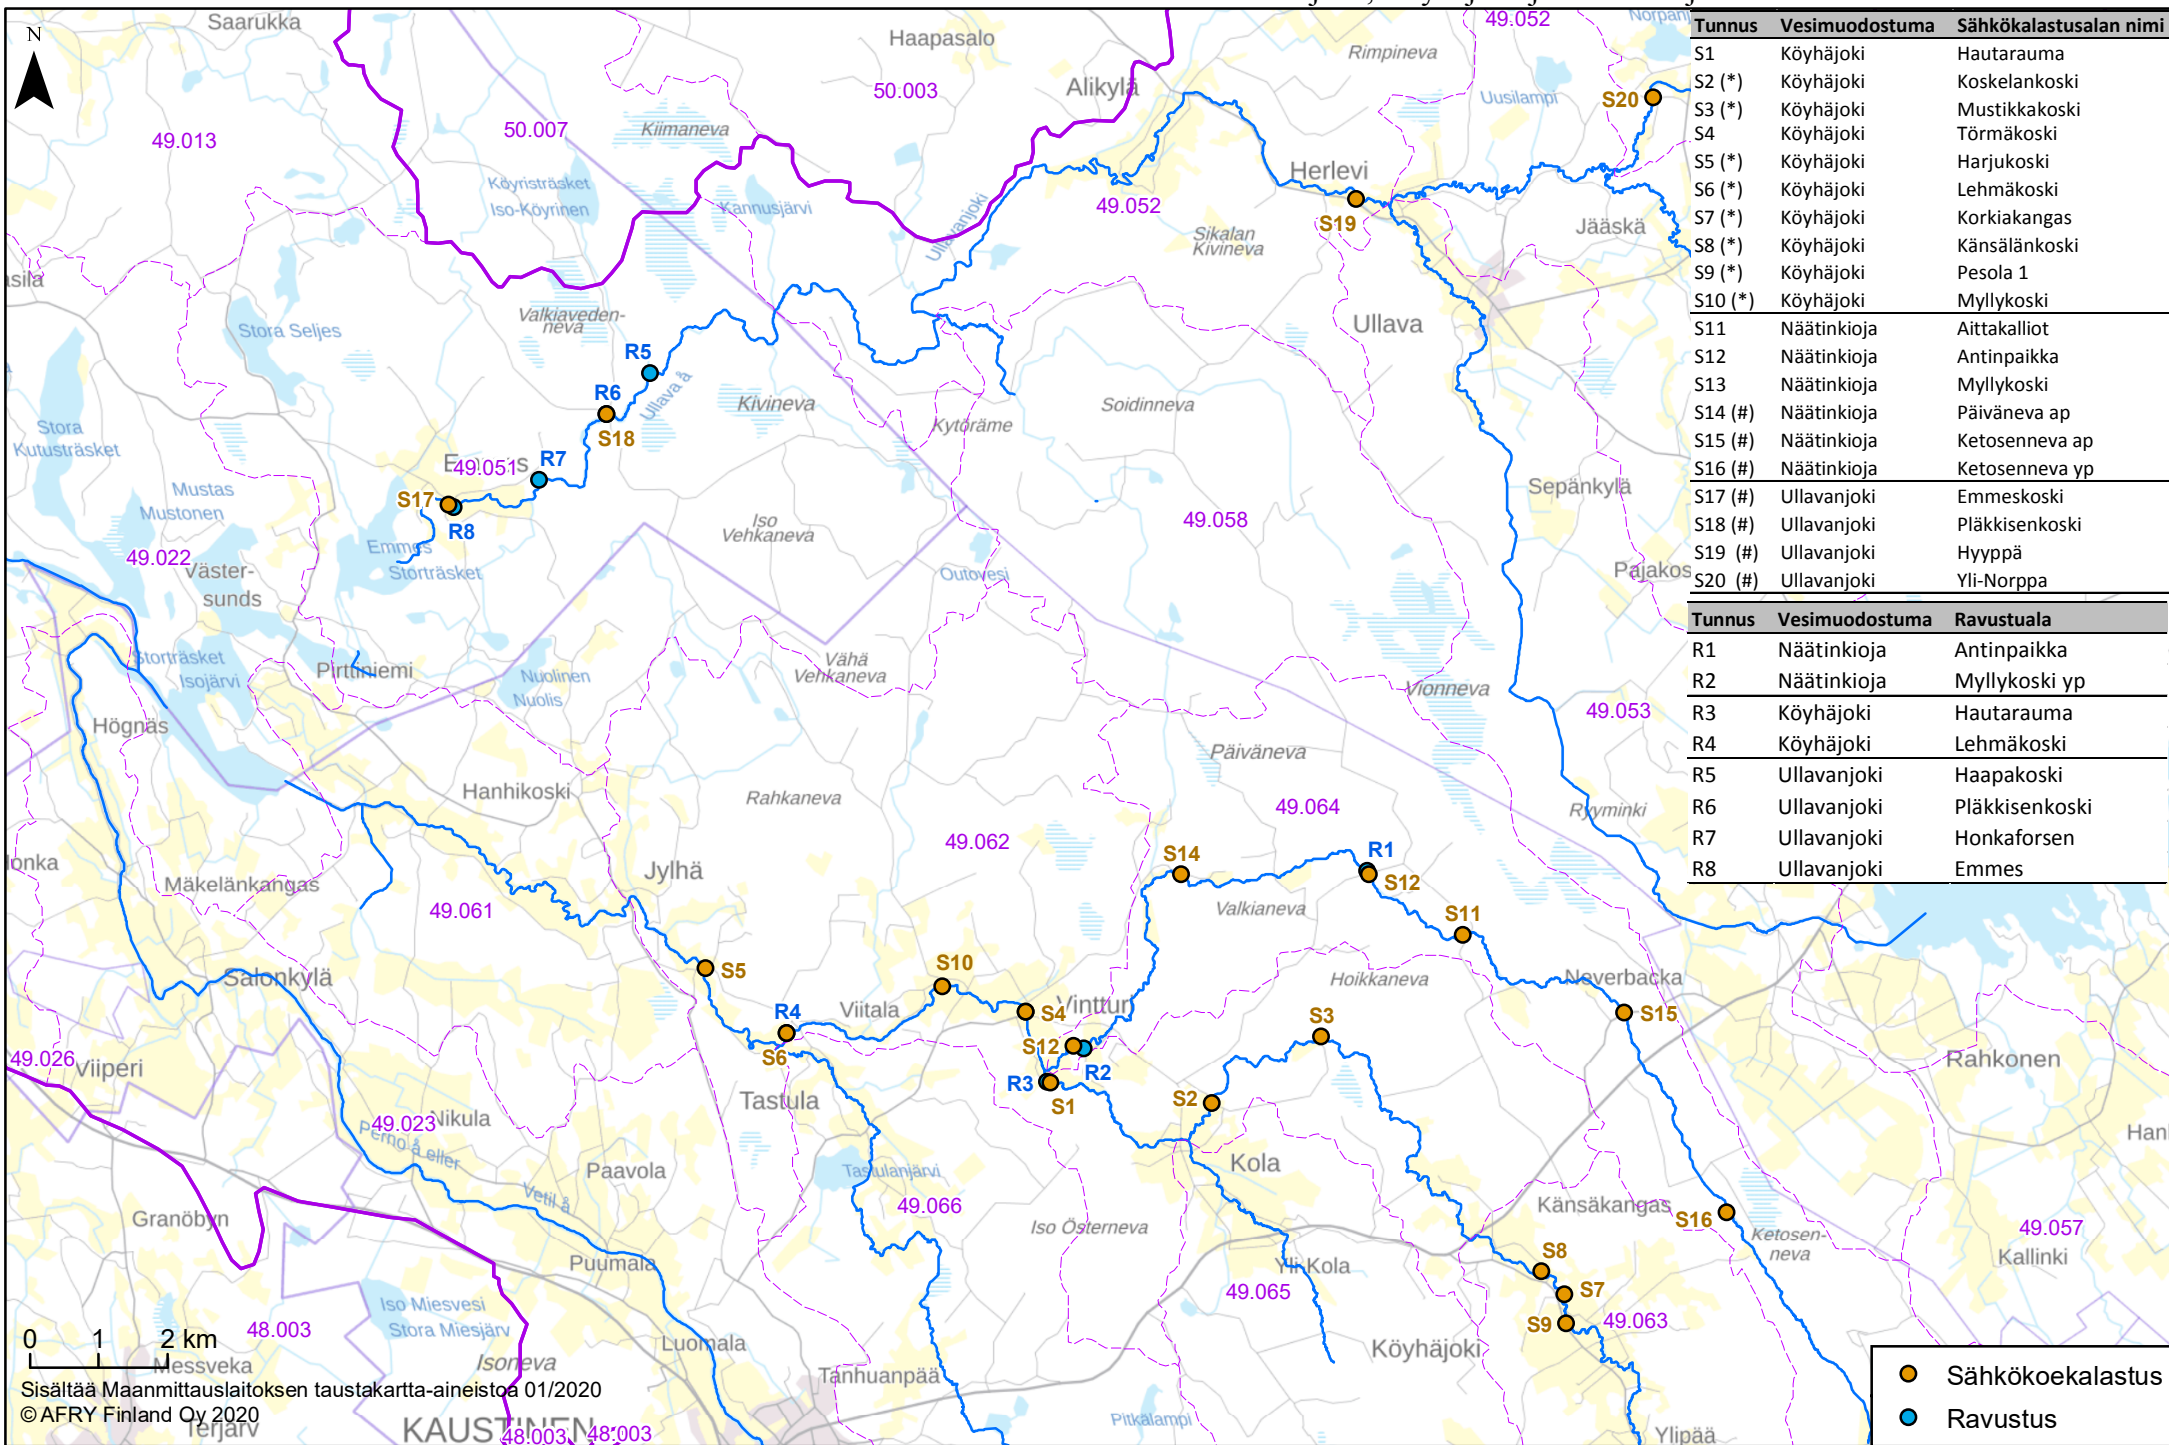 N
Saarukka
Haapasalo
Rimpineva
49.052
Norpanj
50.003
Alikylä
Uusilampi
S20
49.013
50.007
Kiimaneva
Herlevi
Köyristräsket
Iso-Köyrinen
Kannusjärvi
49.052
Ullavanjoki
Sikalan
Kivineva
S19
Jääskä
asila
Stora Seljes
Valkiaveden-
neva
Ullava
R5
R6
Ullava å
Kivineva
Soidinneva
Kytöräme
S18
Stora
Kutusträsket
49.051
R7
Mustas
Mustonen
S17
R8
Iso
Vehkaneva
49.058
Sepänkylä
Emmes
Storträsket
Outovesi
49.022
Väster-
sunds
Pajakos
Storträsket
Isojärvi
Pirttiniemi
Nuolinen
Nuolis
Vähä
Vehkaneva
Vionneva
49.053
Högnäs
Päiväneva
Hanhikoski
Rahkaneva
49.064
Ryyminki
49.062
lonka
Mäkelänkangas
Jylhä
S14
R1
S12
49.061
Valkianeva
S11
Salonkylä
S5
S10
Hoikkaneva
Neverbacka
Viitala
S4
Vinttur
S3
S15
R4
S6
S12
R2
Rahkonen
49.026
Viiperi
R3
S1
S2
Tastula
49.023
Nikula
Perho å eller
Vetil å
Paavola
Tastulanjärvi
Kola
Han
Granöbyn
49.066
Iso Österneva
Känsäkangas
S16
Ketosen-
neva
49.057
Kallinki
Puumala
Yli-Kola
S8
S7
S9
49.063
49.065
Iso Miesvesi
Stora Miesjärv
48.003
Luomala
Isoneva
Köyhäjoki
Tanhuanpää
Messveka
Terjärv
KAUSTINEN
48.003
48.003
Pitkälampi
Ylipää
0 1 2 km
Sisältää Maanmittauslaitoksen taustakartta-aineistoa 01/2020
© AFRY Finland Oy 2020
Tunnus Vesimuodostuma Sähkökalastusalan nimi
S1 Köyhäjoki Hautarauma
S2 (*) Köyhäjoki Koskelankoski
S3 (*) Köyhäjoki Mustikkakoski
S4 Köyhäjoki Törmäkoski
S5 (*) Köyhäjoki Harjukoski
S6 (*) Köyhäjoki Lehmäkoski
S7 (*) Köyhäjoki Korkiakangas
S8 (*) Köyhäjoki Känsälänkoski
S9 (*) Köyhäjoki Pesola 1
S10 (*) Köyhäjoki Myllykoski
S11 Näätinkioja Aittakalliot
S12 Näätinkioja Antinpaikka
S13 Näätinkioja Myllykoski
S14 (#) Näätinkioja Päiväneva ap
S15 (#) Näätinkioja Ketosenneva ap
S16 (#) Näätinkioja Ketosenneva yp
S17 (#) Ullavanjoki Emmeskoski
S18 (#) Ullavanjoki Pläkkisenkoski
S19 (#) Ullavanjoki Hyyppä
S20 (#) Ullavanjoki Yli-Norppa
Tunnus Vesimuodostuma Ravustuala
R1 Näätinkioja Antinpaikka
R2 Näätinkioja Myllykoski yp
R3 Köyhäjoki Hautarauma
R4 Köyhäjoki Lehmäkoski
R5 Ullavanjoki Haapakoski
R6 Ullavanjoki Pläkkisenkoski
R7 Ullavanjoki Honkaforsen
R8 Ullavanjoki Emmes
Sähkökoekalastus
Ravustus